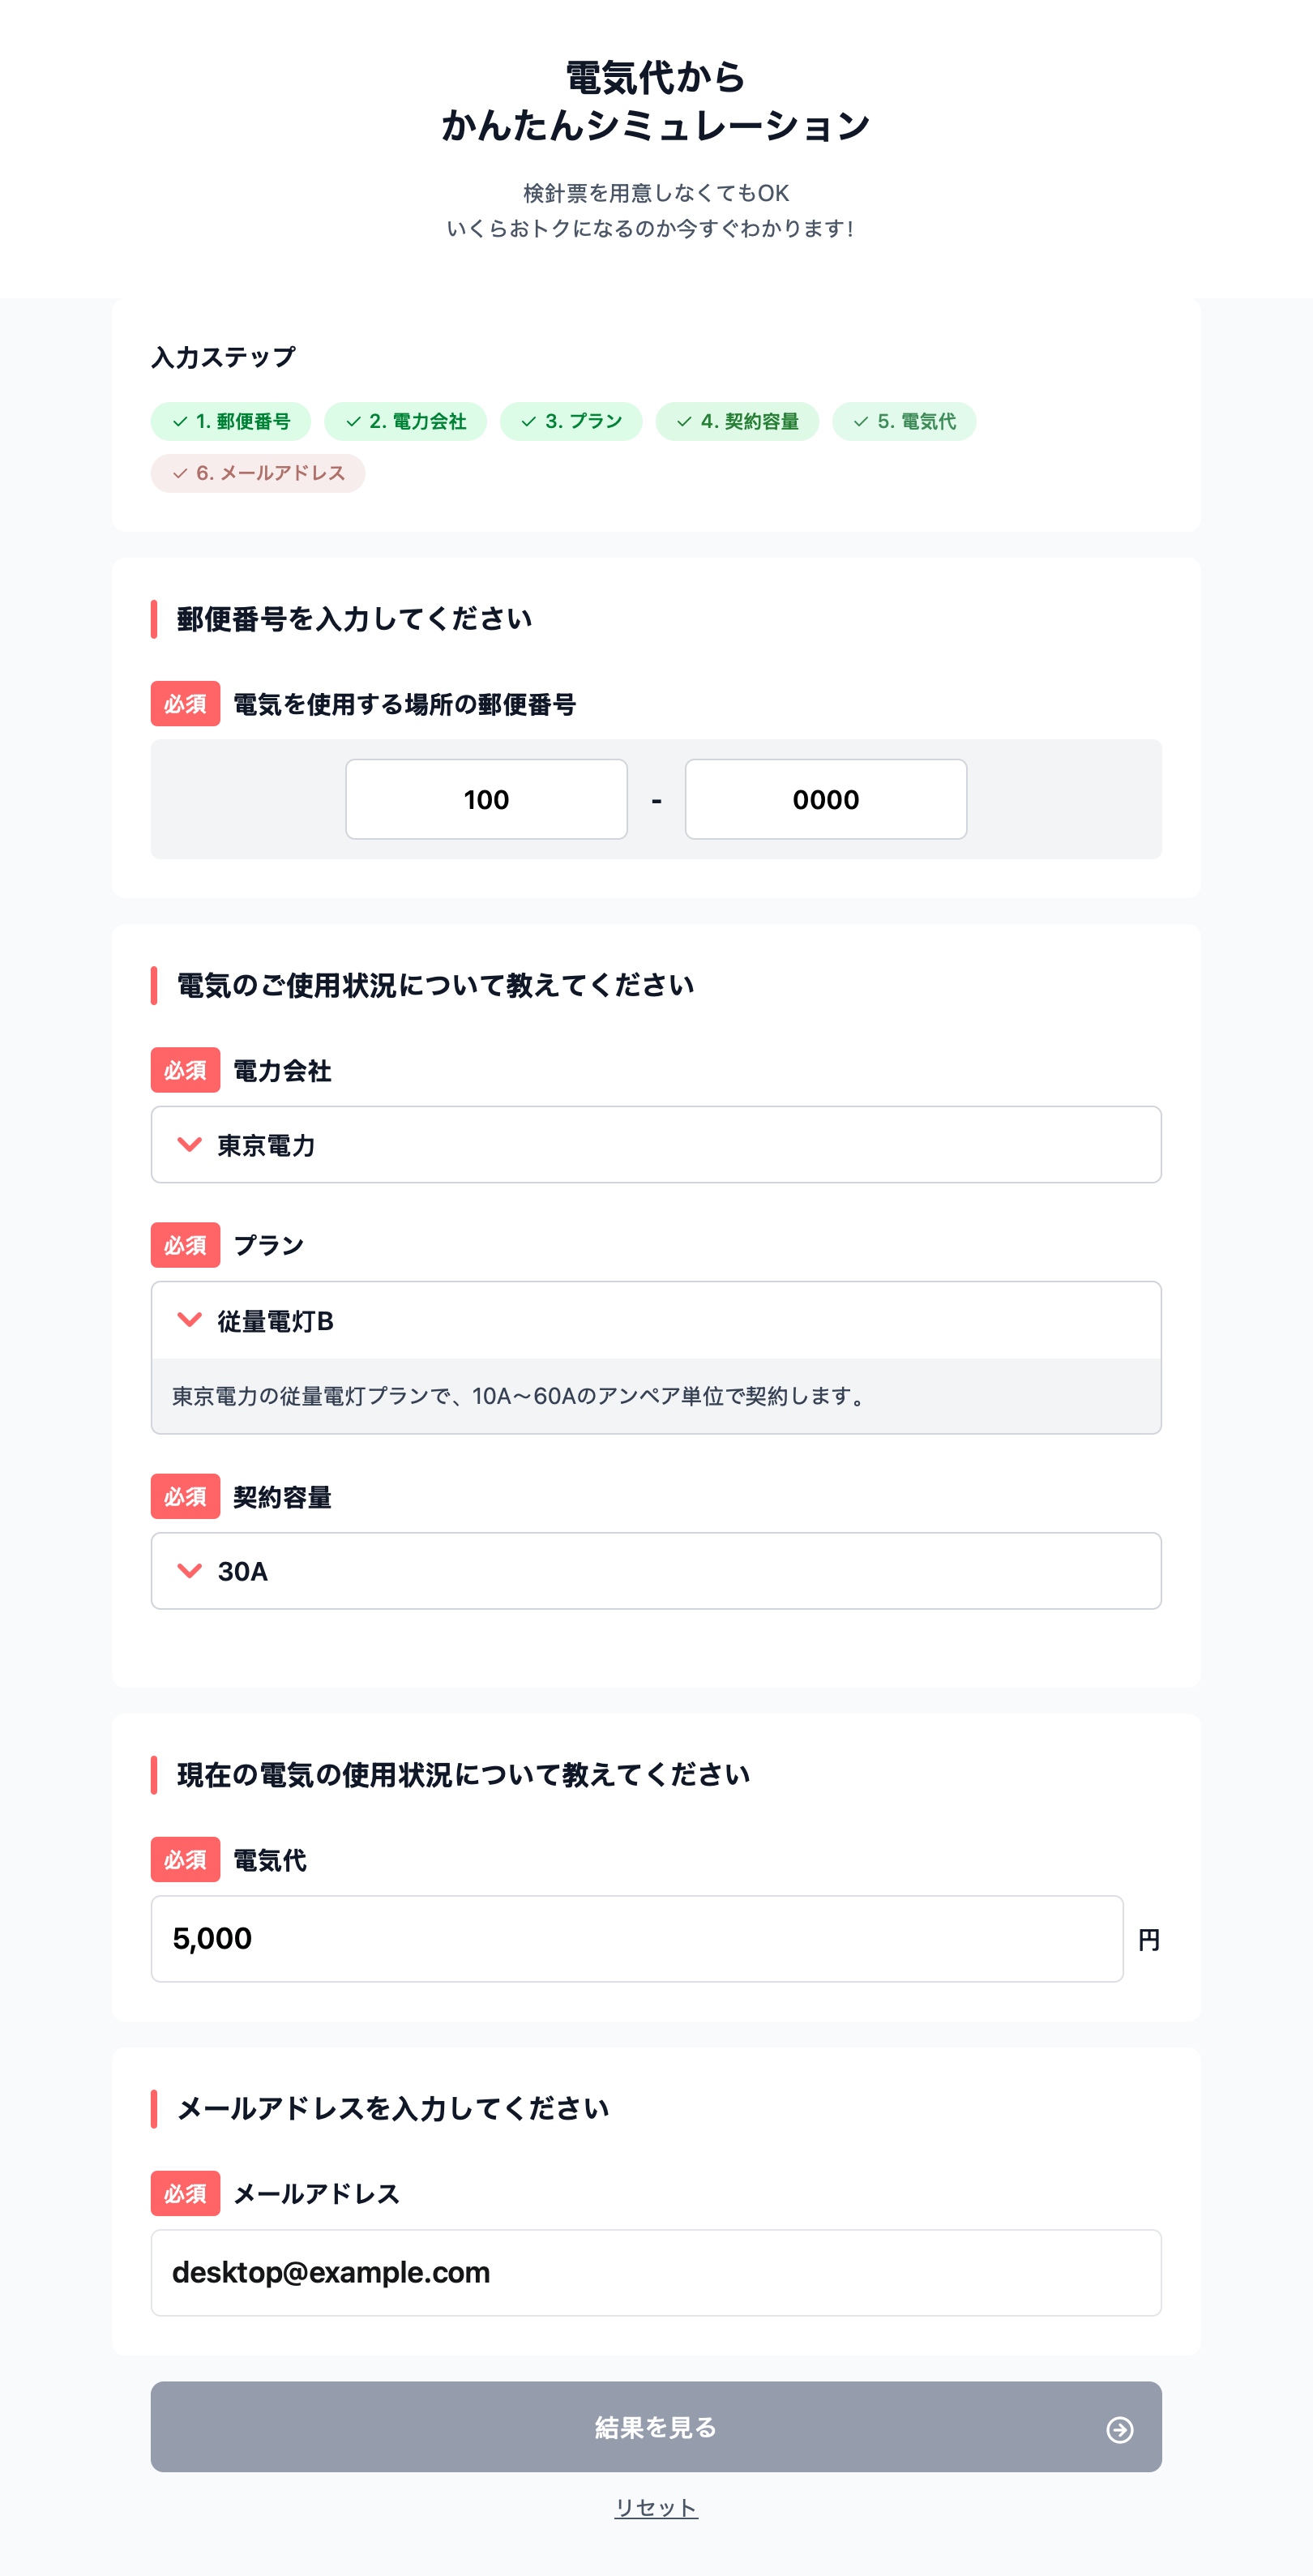 電気代から
かんたんシミュレーション
検針票を用意しなくてもOK
いくらおトクになるのか今すぐわかります!
入力ステップ
1. 郵便番号 2. 電力会社 3. プラン 4. 契約容量 5. 電気代
6. メールアドレス
郵便番号を入力してください
必須 電気を使用する場所の郵便番号
100 - 0000
電気のご使用状況について教えてください
必須 電力会社
東京電力
必須 プラン
従量電灯B
東京電力の従量電灯プランで、10A〜60Aのアンペア単位で契約します。
必須 契約容量
30A
現在の電気の使用状況について教えてください
必須 電気代
5,000 円
メールアドレスを入力してください
必須 メールアドレス
desktop@example.com
結果を見る
リセット